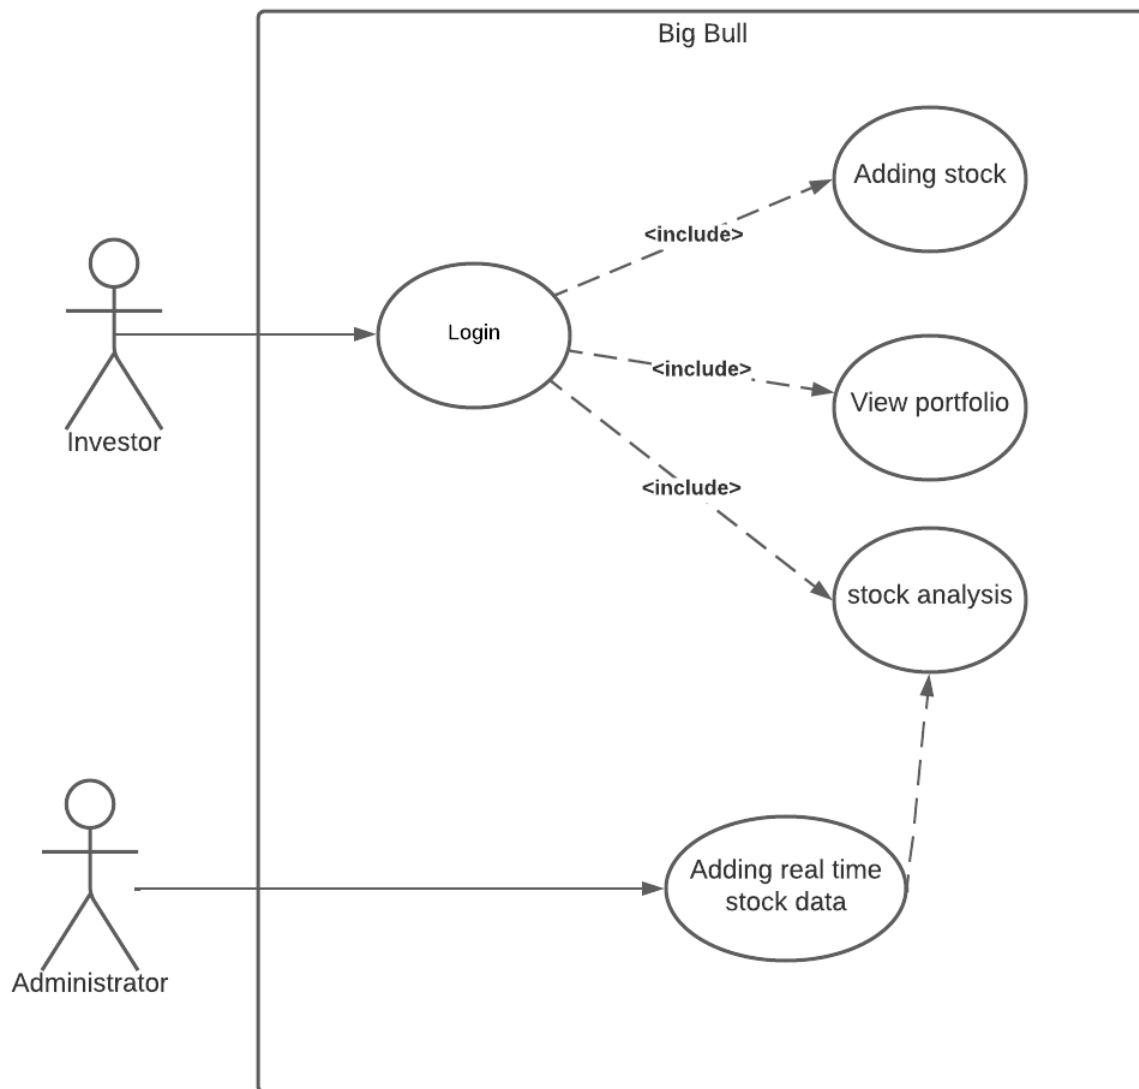 Big Bull
Adding stock
<include>
Login
<include>
View portfolio
Investor
<include>
stock analysis
Adding real time
stock data
Administrator